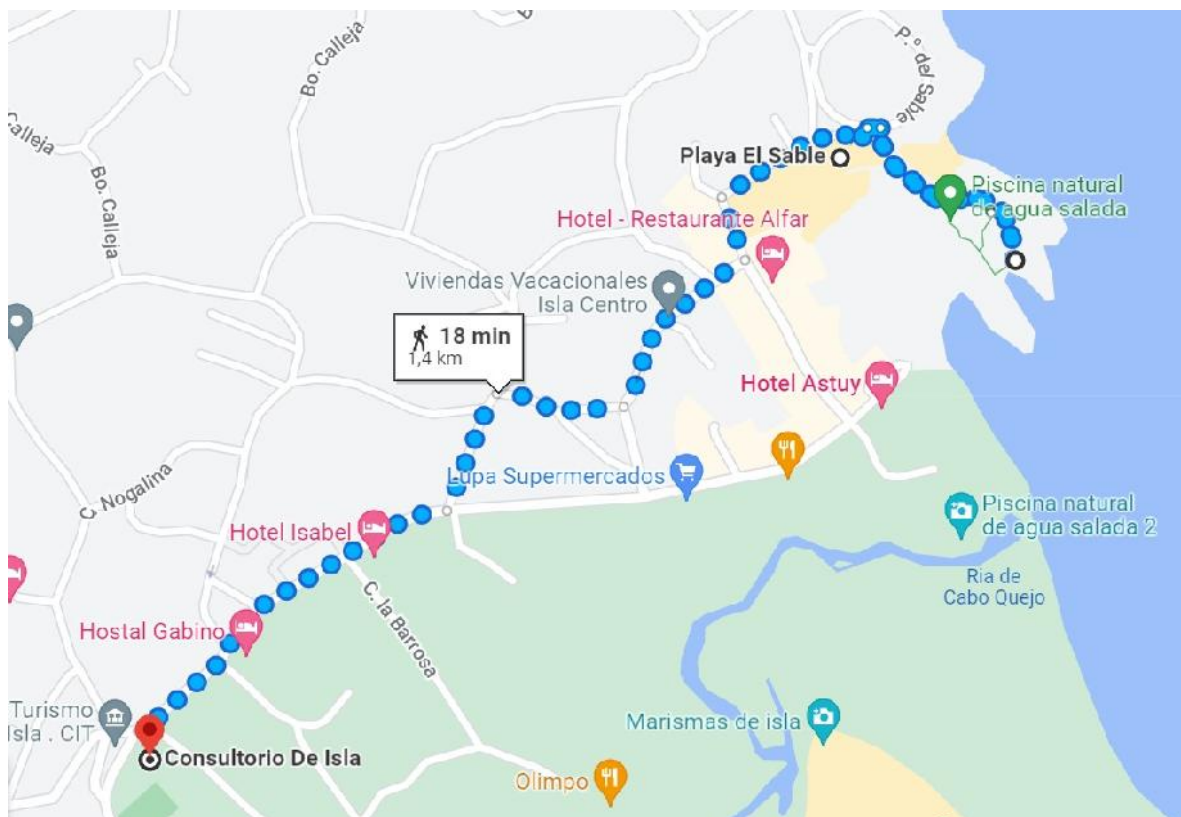 Bo. Calleja
Calleja
Bo. Calleja
P.º del Sable
Playa El Sable
Piscina natural
de agua salada
Hotel - Restaurante Alfar
Viviendas Vacacionales
Isla Centro
18 min
1,4 km
Hotel Astuy
C. Nogalina
Lupa Supermercados
Hotel Isabel
Piscina natural
de agua salada 2
Ria de
Cabo Quejo
C. la Barrosa
Hostal Gabino
Turismo
Isla . CIT
Marismas de isla
Consultorio De Isla
Olimpo